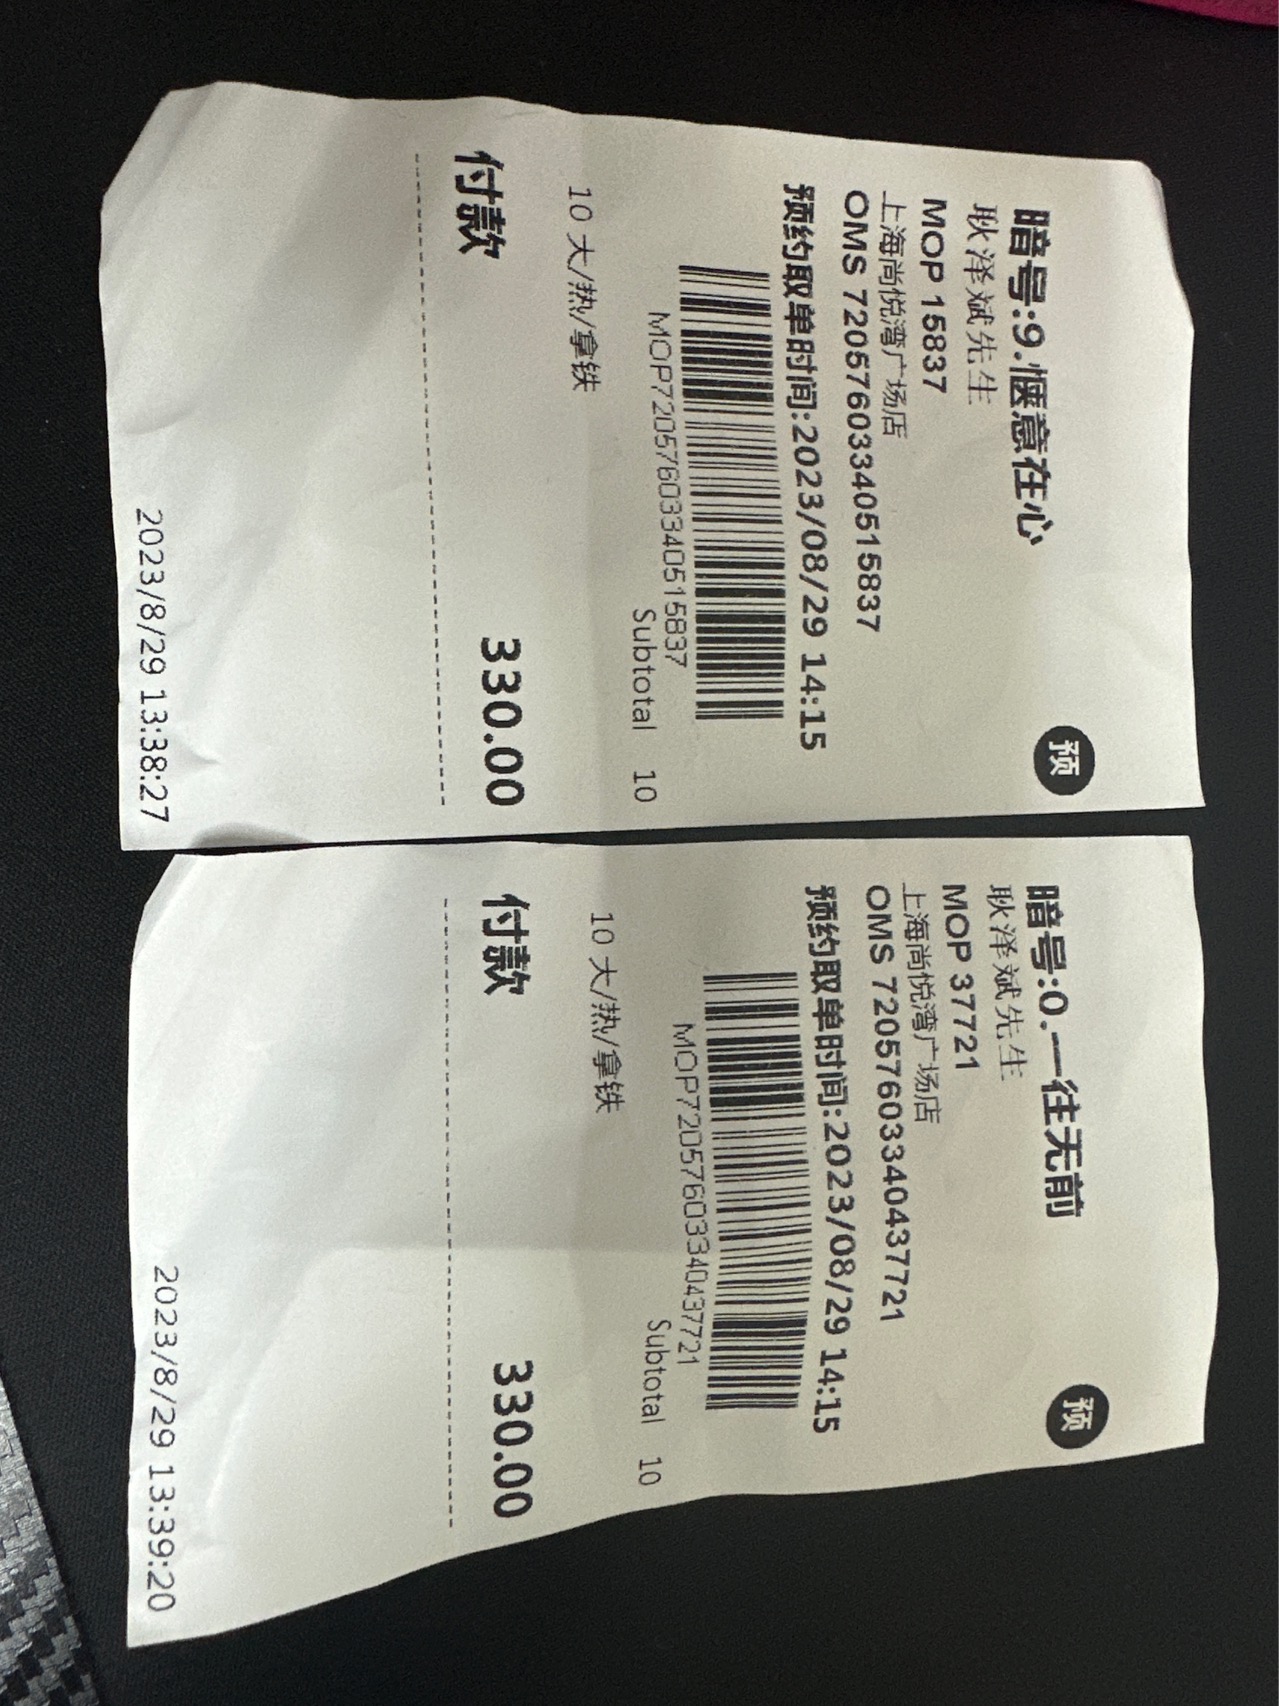 预
暗号:9.惬意在心
耿泽斌先生
MOP 15837
上海尚悦湾广场店
OMS 7205760334051 5837
预约取单时间:2023/08/29 14:15
MOP72057603340515837
Subtotal 10
10 大/热/拿铁
付款 330.00
2023/8/29 13:38:27
预
暗号:0.一往无前
耿泽斌先生
MOP 37721
上海尚悦湾广场店
OMS 72057603340437721
预约取单时间:2023/08/29 14:15
MOP72057603340437721
Subtotal 10
10 大/热/拿铁
付款 330.00
2023/8/29 13:39:20